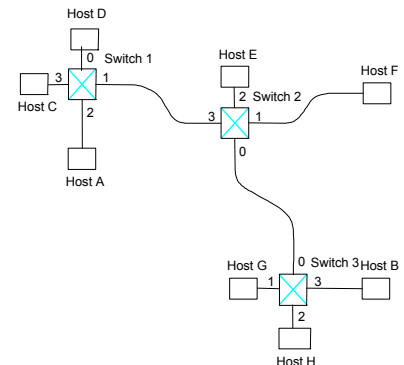 Host D
0 Switch 1
3 1
Host C
2
Host A
Host E
2 Switch 2
3 1
0
Host F
0 Switch 3
Host G Host B
1 3
2
Host H